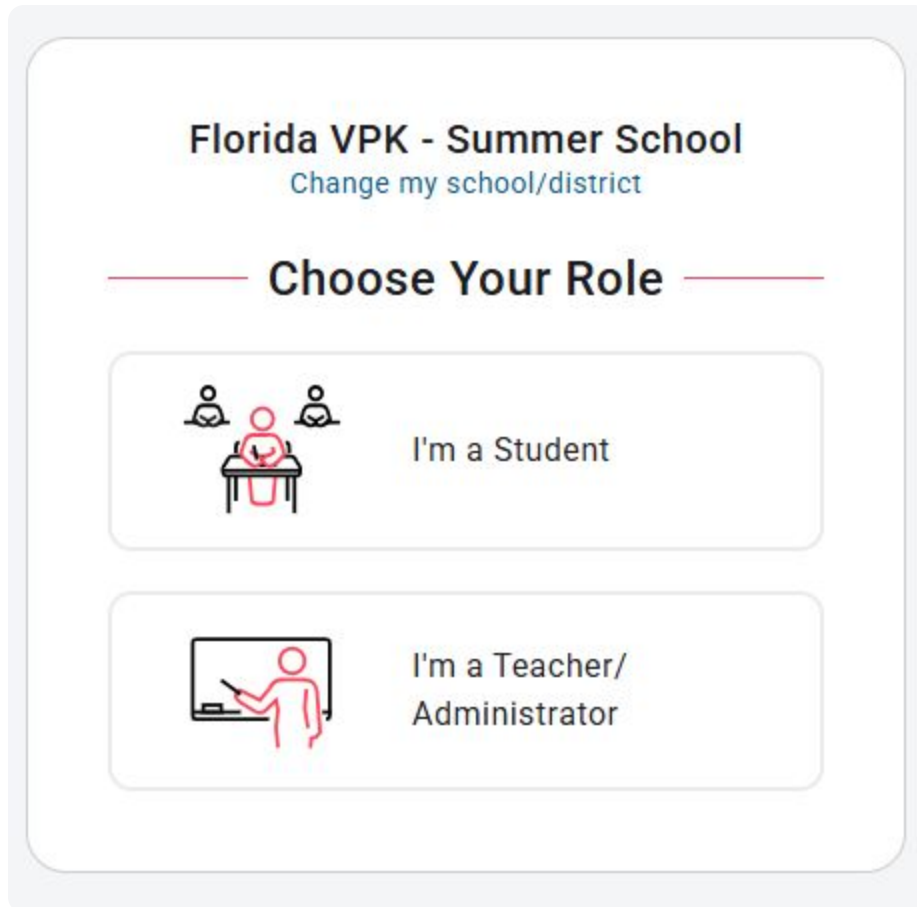 Florida VPK - Summer School
Change my school/district
Choose Your Role
I'm a Student
I'm a Teacher/
Administrator